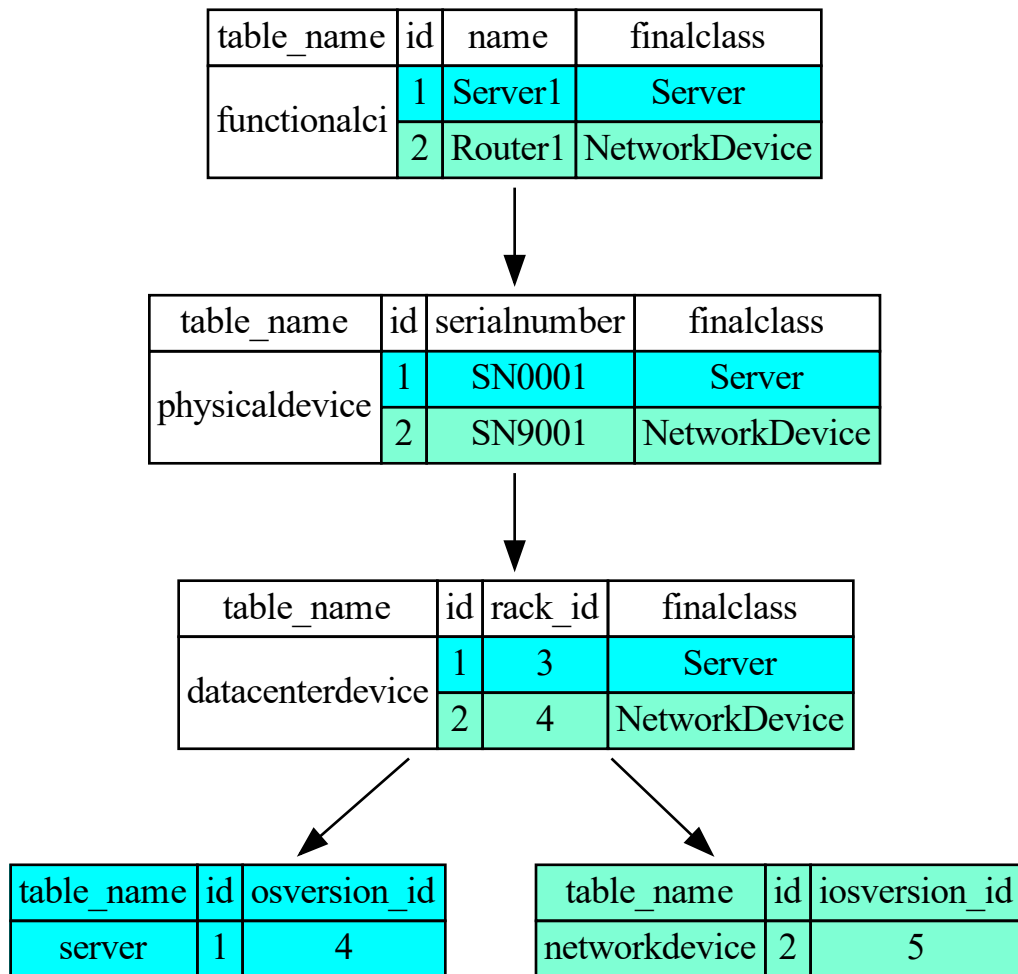 table_name id name finalclass
functionalci 1 Server1 Server
2 Router1 NetworkDevice
table_name id serialnumber finalclass
physicaldevice 1 SN0001 Server
2 SN9001 NetworkDevice
table_name id rack_id finalclass
datacenterdevice 1 3 Server
2 4 NetworkDevice
table_name id osversion_id
server 1 4
table_name id iosversion_id
networkdevice 2 5